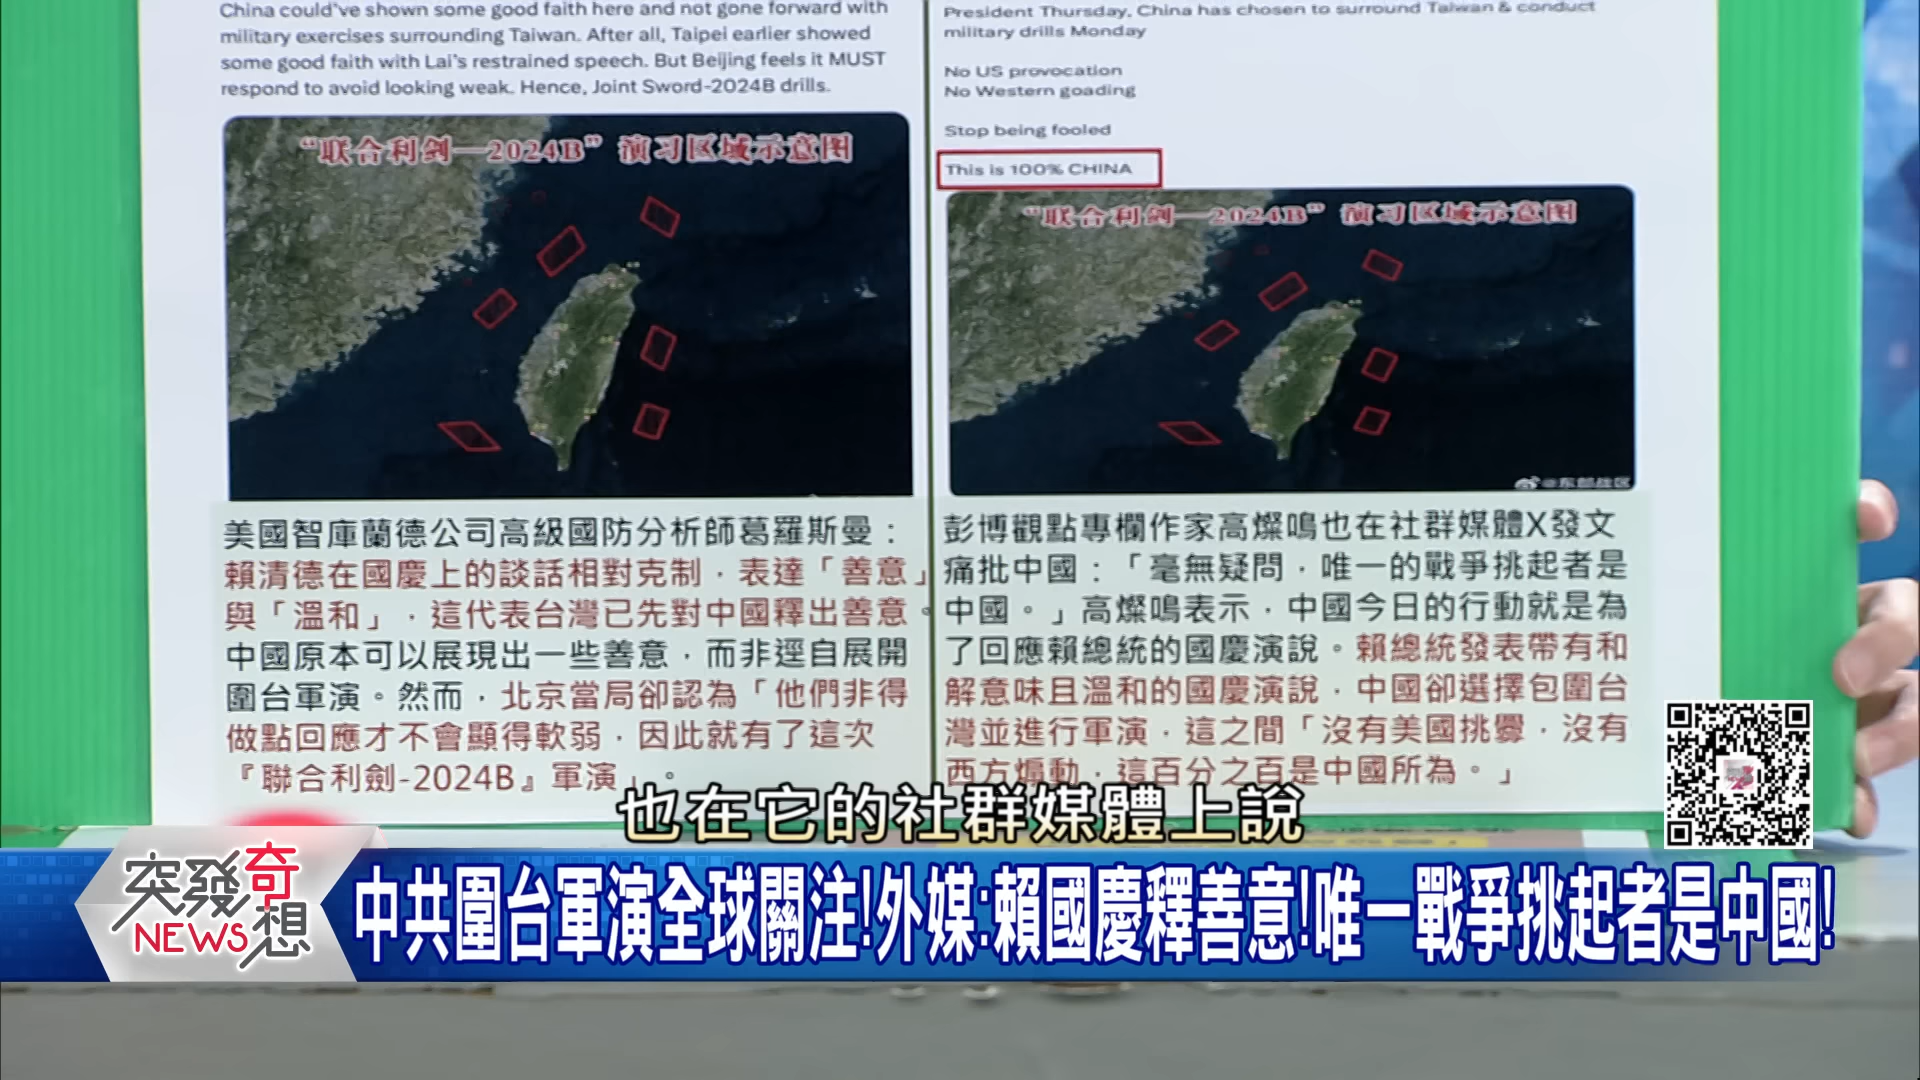 China could've shown some good faith here and not gone forward with
military exercises surrounding Taiwan. After all, Taipei earlier showed
some good faith with Lai's restrained speech. But Beijing feels it MUST
respond to avoid looking weak. Hence, Joint Sword-2024B drills.
“联合利剑—2024B”演习区域示意图
美國智庫蘭德公司高級國防分析師葛羅斯曼：
賴清德在國慶上的談話相對克制，表達「善意」
與「溫和」，這代表台灣已先對中國釋出善意。
中國原本可以展現出一些善意，而非逕自展開
圍台軍演。然而，北京當局卻認為「他們非得
做點回應才不會顯得軟弱，因此就有了這次
『聯合利劍-2024B』軍演」。
President Thursday, China has chosen to surround Taiwan & conduct
military drills Monday
No US provocation
No Western goading
Stop being fooled
This is 100% CHINA
“联合利剑—2024B”演习区域示意图
@东部战区
彭博觀點專欄作家高燦鳴也在社群媒體X發文
痛批中國：「毫無疑問，唯一的戰爭挑起者是
中國。」高燦鳴表示，中國今日的行動就是為
了回應賴總統的國慶演說。賴總統發表帶有和
解意味且溫和的國慶演說，中國卻選擇包圍台
灣並進行軍演，這之間「沒有美國挑釁，沒有
西方煽動，這百分之百是中國所為。」
也在它的社群媒體上說
突發奇想
NEWS
中共圍台軍演全球關注!外媒:賴國慶釋善意!唯一戰爭挑起者是中國!